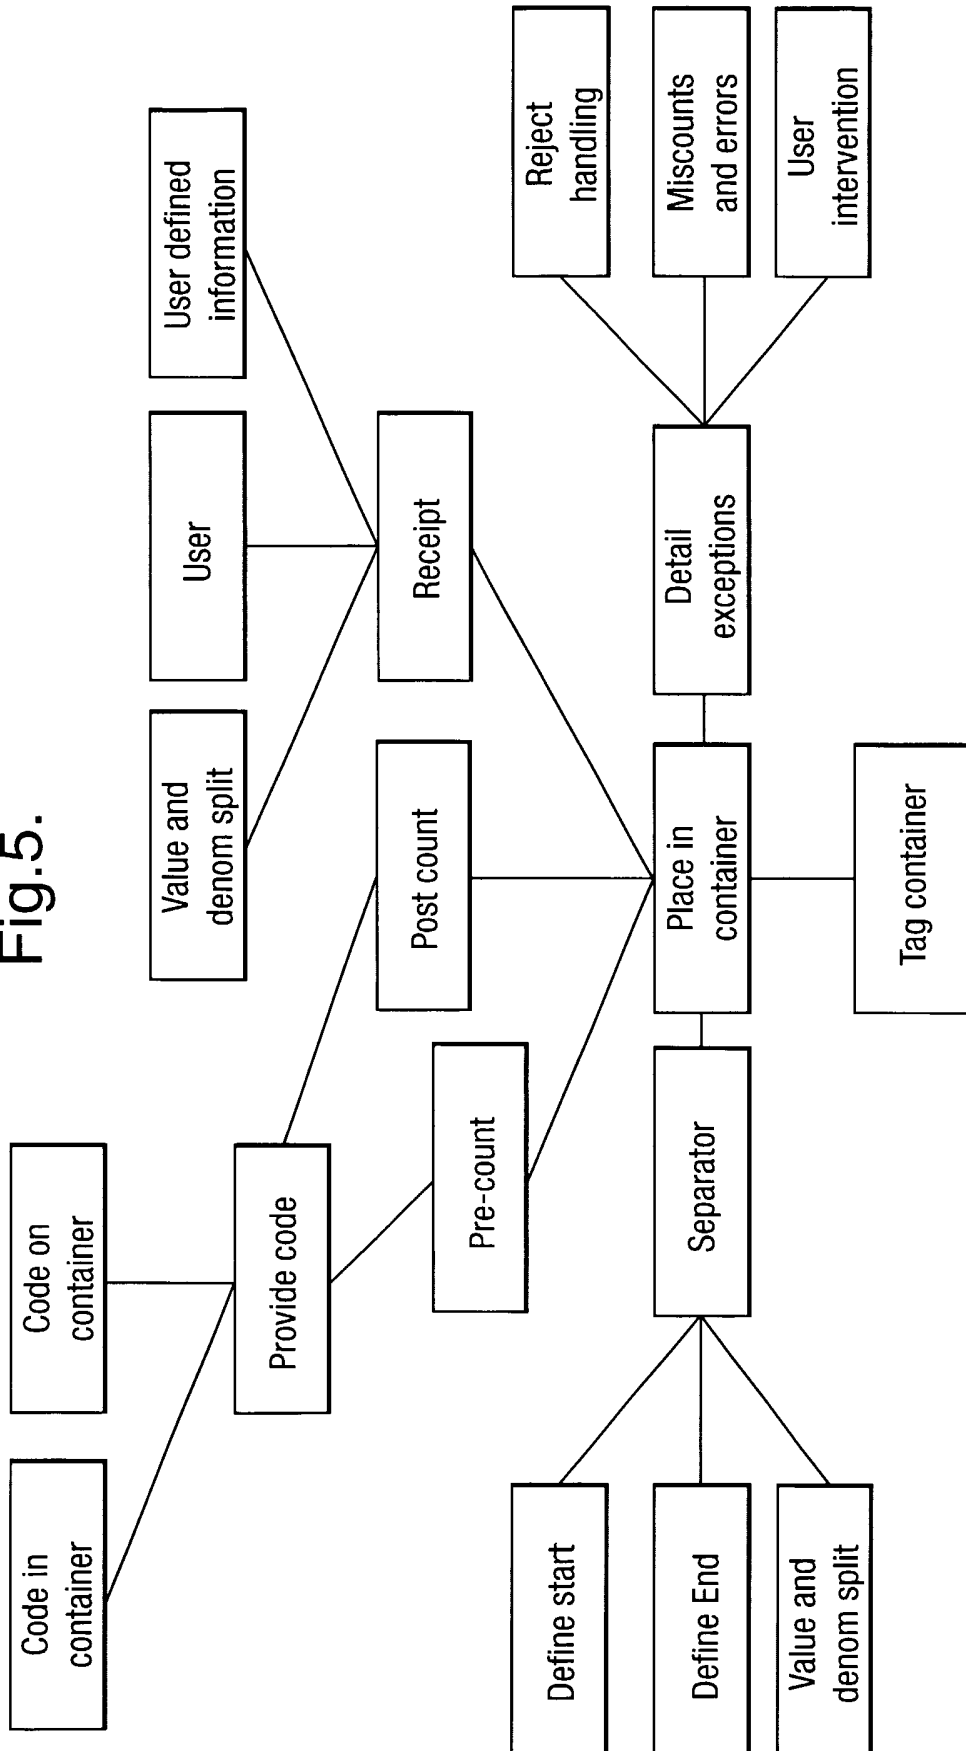 Fig.5.
Code in
container
Code on
container
Value and
denom split
User
User defined
information
Provide code
Post count
Receipt
Pre-count
Define start
Reject
handling
Define End
Separator
Place in
container
Detail
exceptions
Miscounts
and errors
Value and
denom split
User
intervention
Tag container